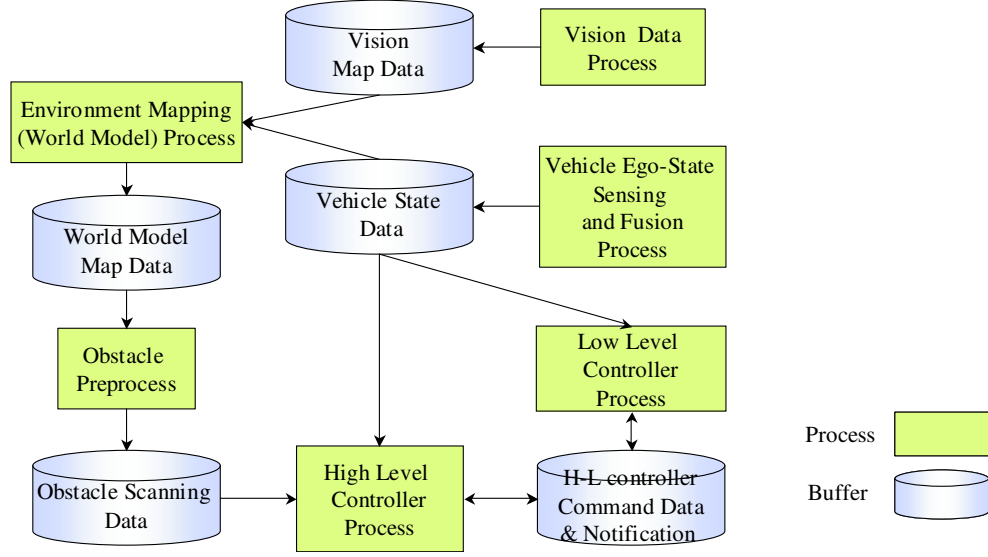 Vision
Map Data
Vision Data
Process
Environment Mapping
(World Model) Process
Vehicle State
Data
Vehicle Ego-State
Sensing
and Fusion
Process
World Model
Map Data
Obstacle
Preprocess
Low Level
Controller
Process
Obstacle Scanning
Data
High Level
Controller
Process
H-L controller
Command Data
& Notification
Process
Buffer